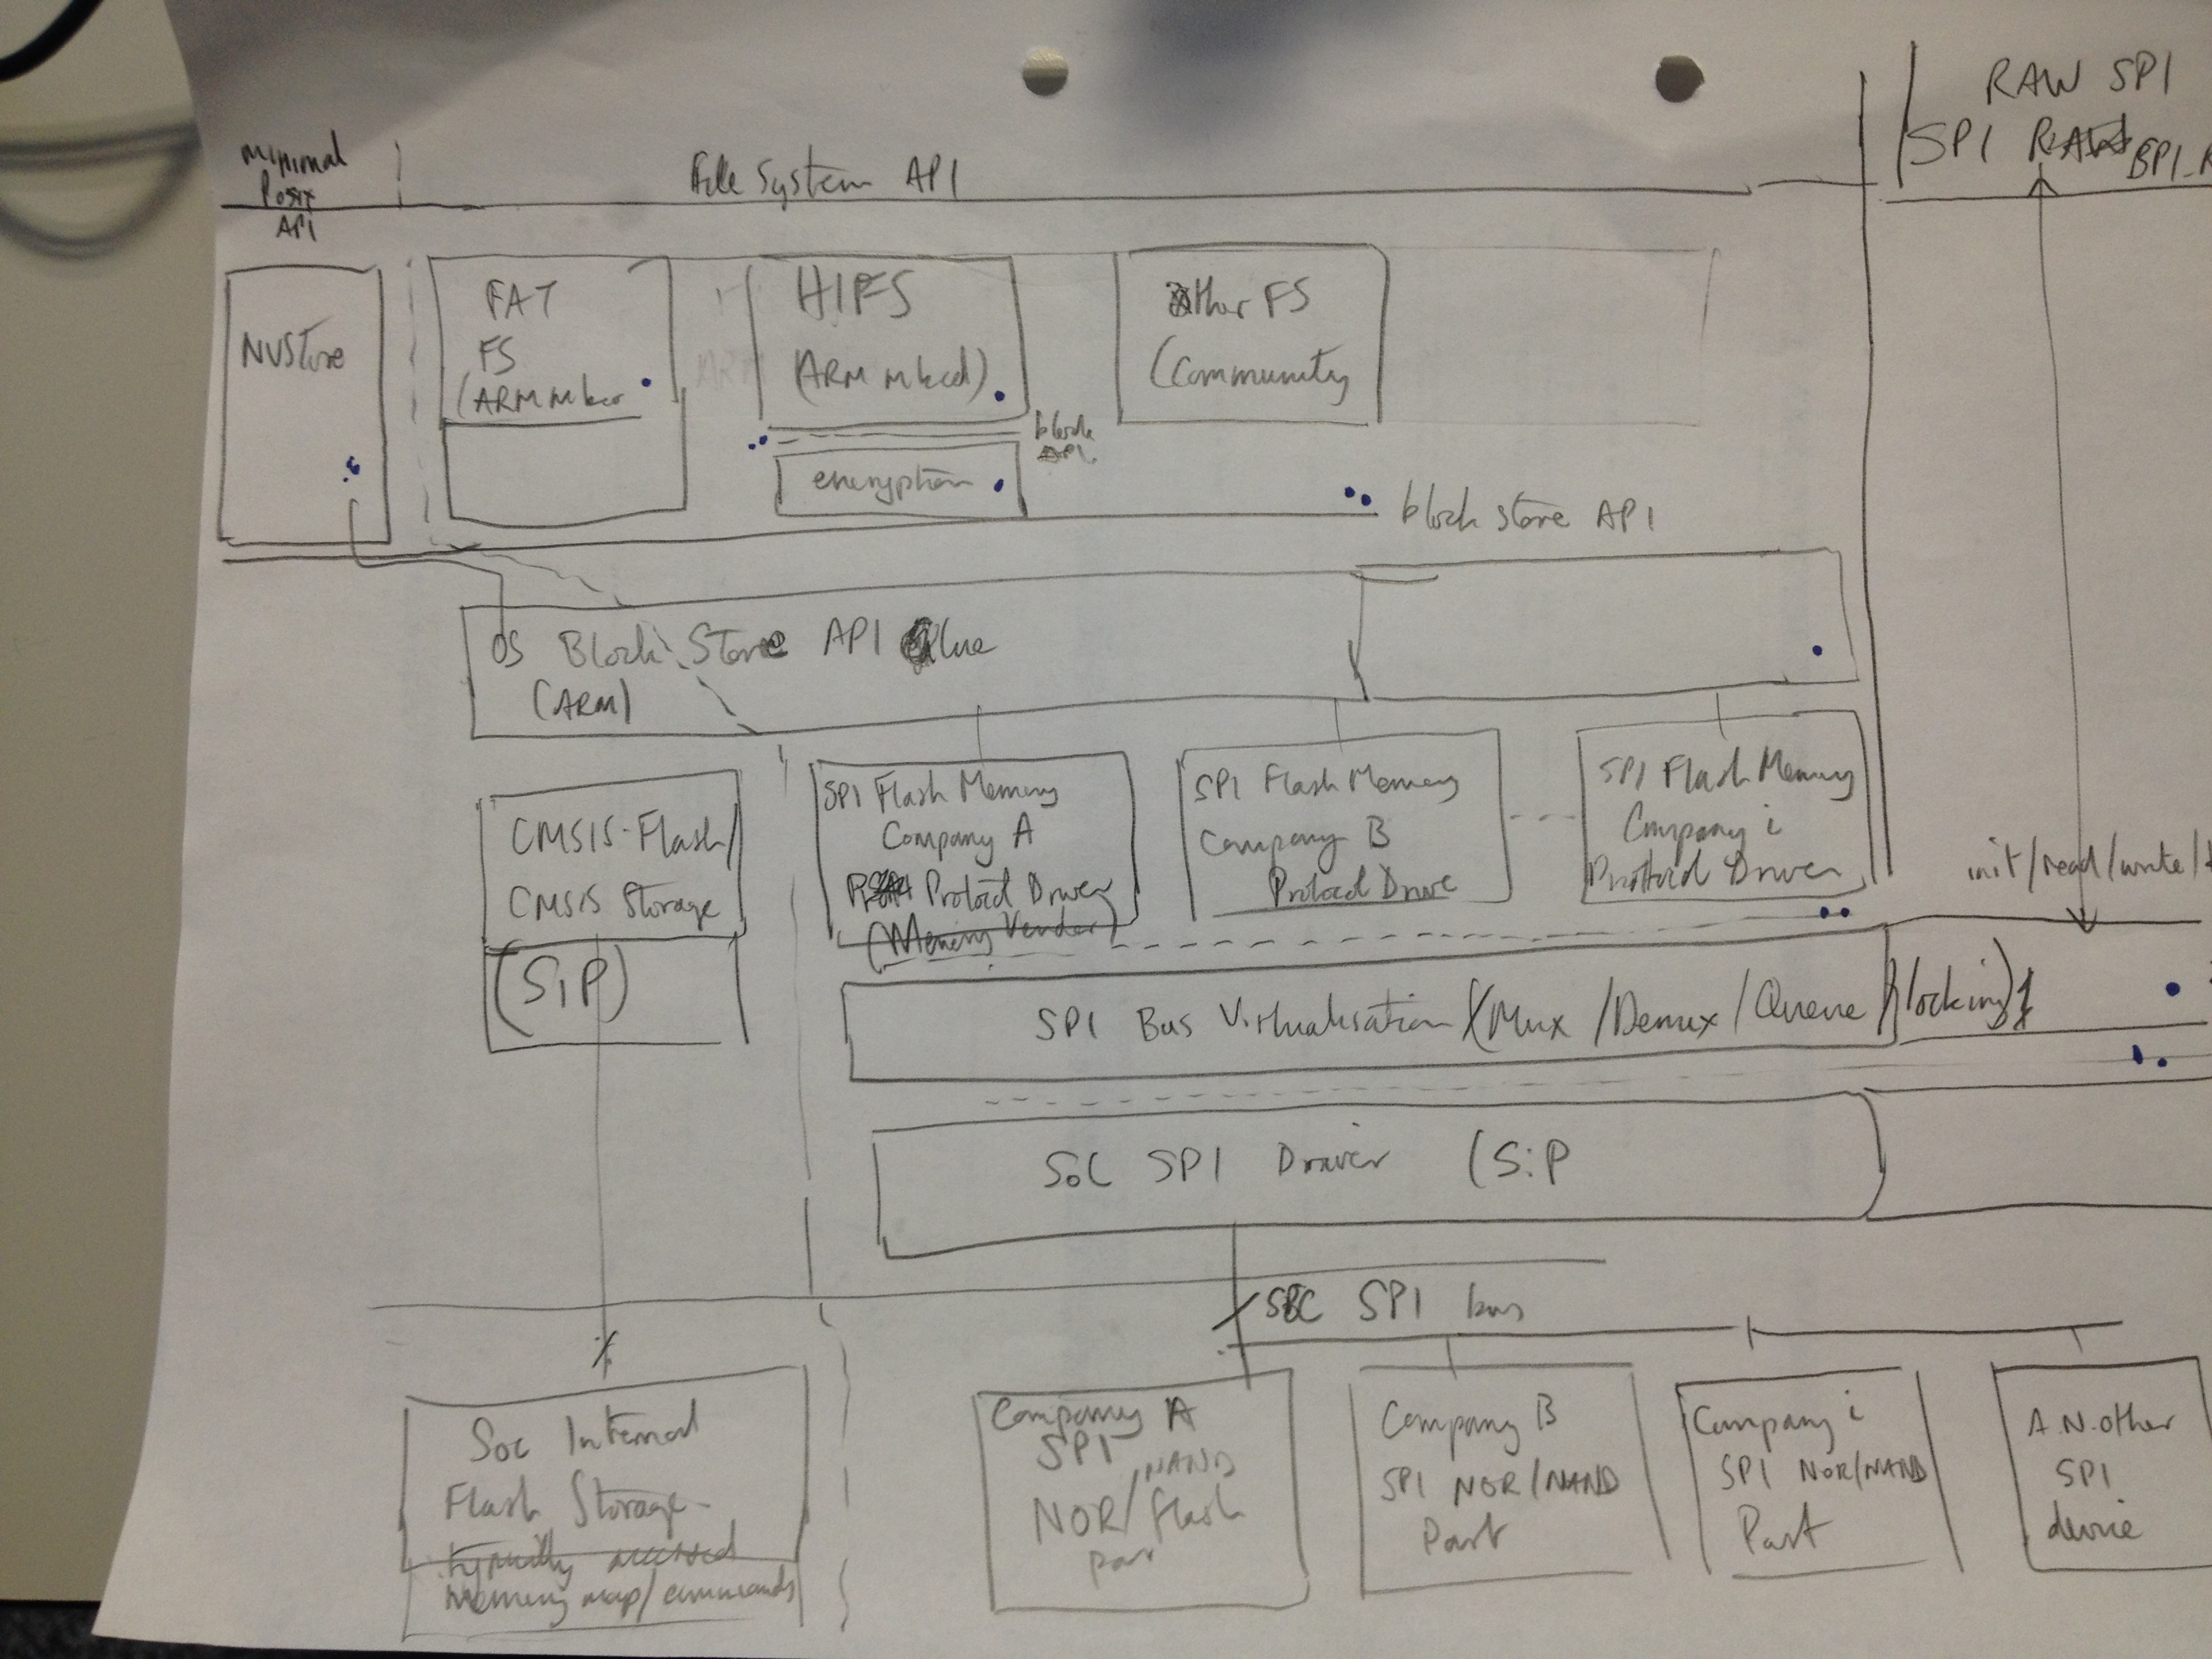 minimal
POSIX
API
File System API
RAW SPI
SPI RAW SPI
NVStore
FAT
FS
(ARM mbed
HIFS
(ARM mbed)
Other FS
Community
block
API
encryption
block store API
OS Block Store API Glue
(ARM)
CMSIS-Flash/
CMSIS Storage
(SiP)
SPI Flash Memory
Company A
Protocol Driver
(Memory Vendor)
SPI Flash Memory
Company B
Protocol Driver
SPI Flash Memory
Company i
Protocol Driver
init/read/write/
SPI Bus Virtualisation (Mux/Demux/Queue/locking)
SoC SPI Driver (SiP
SoC SPI bus
SoC Internal
Flash Storage
Typically accessed
memory map/commands
Company A
SPI
NAND
NOR/Flash
part
Company B
SPI NOR/NAND
Part
Company i
SPI NOR/NAND
Part
A.N.other
SPI
device